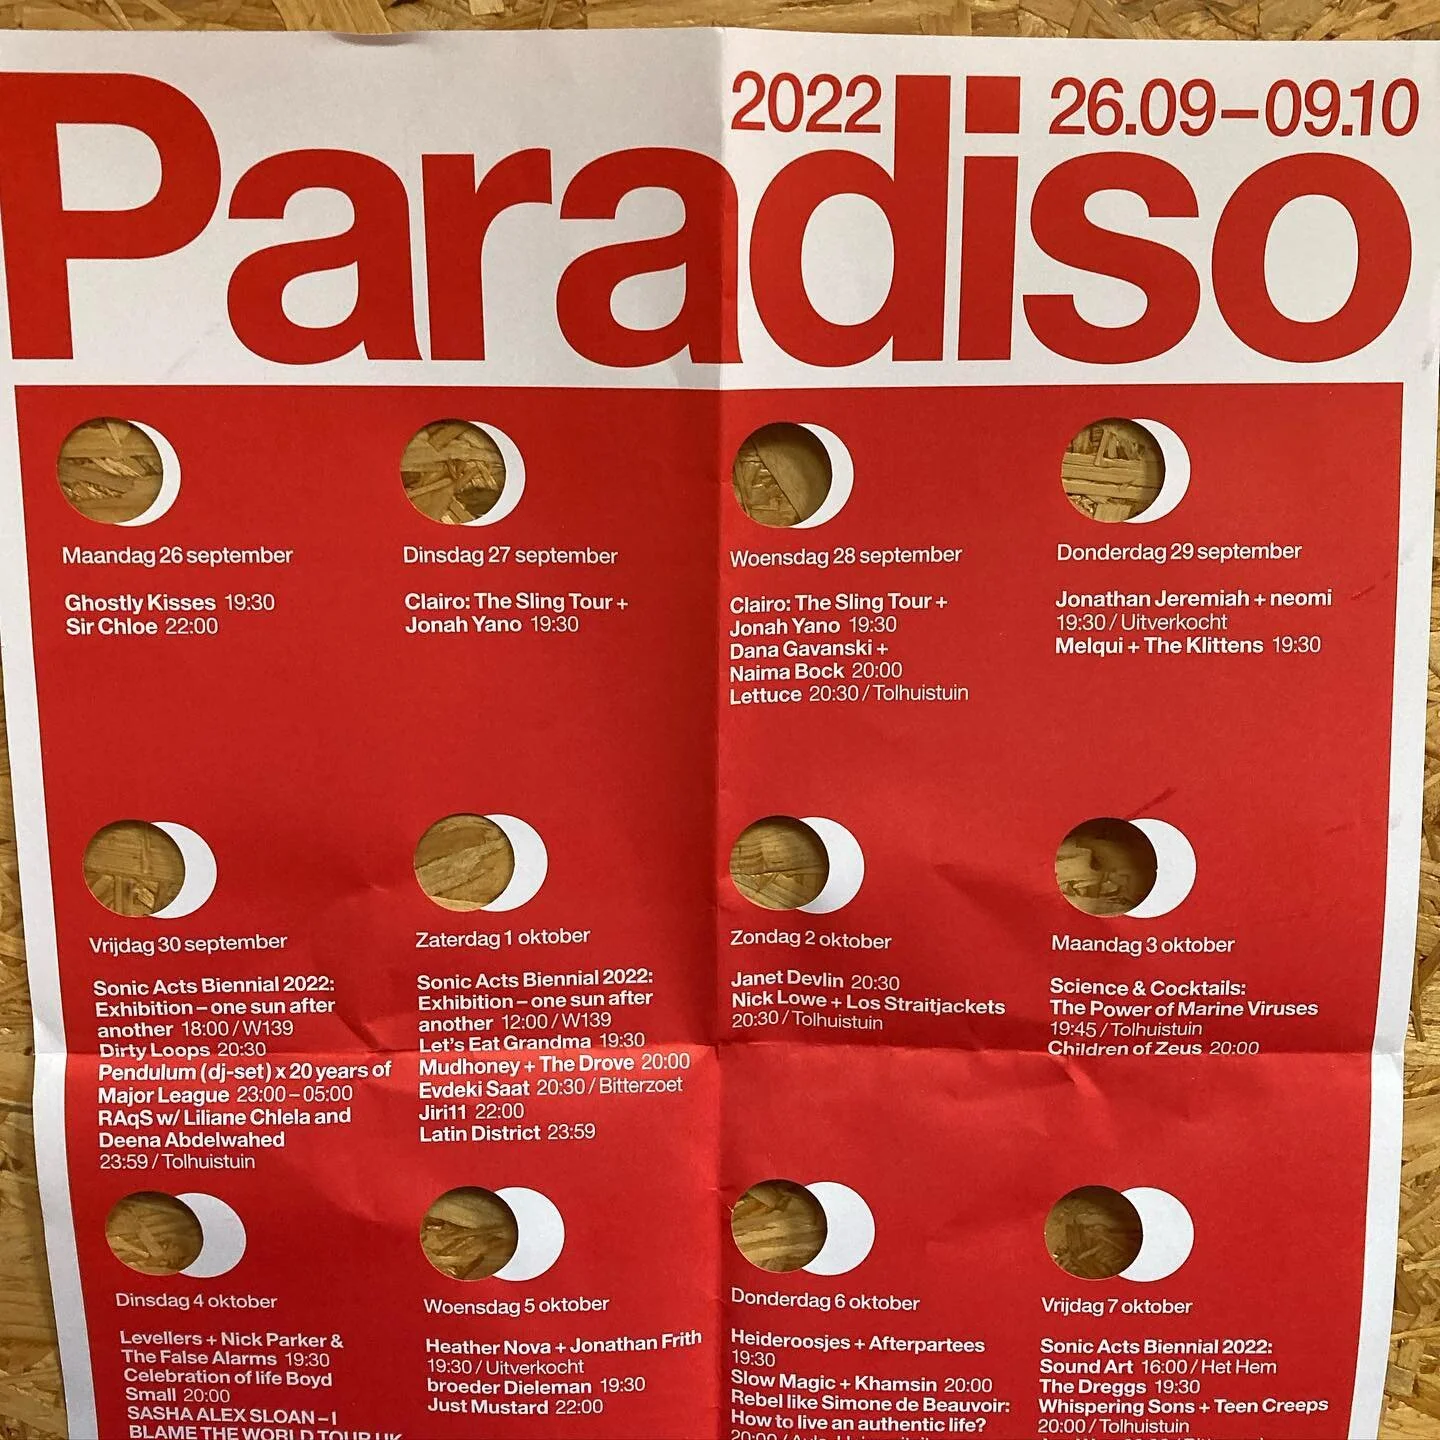 Paradiso
2022
26.09–09.10
Maandag 26 september
Ghostly Kisses 19:30
Sir Chloe 22:00
Dinsdag 27 september
Clairo: The Sling Tour +
Jonah Yano 19:30
Woensdag 28 september
Clairo: The Sling Tour +
Jonah Yano 19:30
Dana Gavanski +
Naima Bock 20:00
Lettuce 20:30 / Tolhuistuin
Donderdag 29 september
Jonathan Jeremiah + neomi
19:30 / Uitverkocht
Melqui + The Klittens 19:30
Vrijdag 30 september
Sonic Acts Biennial 2022:
Exhibition – one sun after
another 18:00 / W139
Dirty Loops 20:30
Pendulum (dj-set) x 20 years of
Major League 23:00 – 05:00
RAqS w/ Liliane Chlela and
Deena Abdelwahed
23:59 / Tolhuistuin
Zaterdag 1 oktober
Sonic Acts Biennial 2022:
Exhibition – one sun after
another 12:00 / W139
Let's Eat Grandma 19:30
Mudhoney + The Drove 20:00
Evdeki Saat 20:30 / Bitterzoet
Jiri11 22:00
Latin District 23:59
Zondag 2 oktober
Janet Devlin 20:30
Nick Lowe + Los Straitjackets
20:30 / Tolhuistuin
Maandag 3 oktober
Science & Cocktails:
The Power of Marine Viruses
19:45 / Tolhuistuin
Children of Zeus 20:00
Dinsdag 4 oktober
Levellers + Nick Parker &
The False Alarms 19:30
Celebration of life Boyd
Small 20:00
SASHA ALEX SLOAN – I
BLAME THE WORLD TOUR UK
Woensdag 5 oktober
Heather Nova + Jonathan Frith
19:30 / Uitverkocht
broeder Dieleman 19:30
Just Mustard 22:00
Donderdag 6 oktober
Heideroosjes + Afterpartees
19:30
Slow Magic + Khamsin 20:00
Rebel like Simone de Beauvoir:
How to live an authentic life?
20:00 / Aula
Vrijdag 7 oktober
Sonic Acts Biennial 2022:
Sound Art 16:00 / Het Hem
The Dreggs 19:30
Whispering Sons + Teen Creeps
20:00 / Tolhuistuin